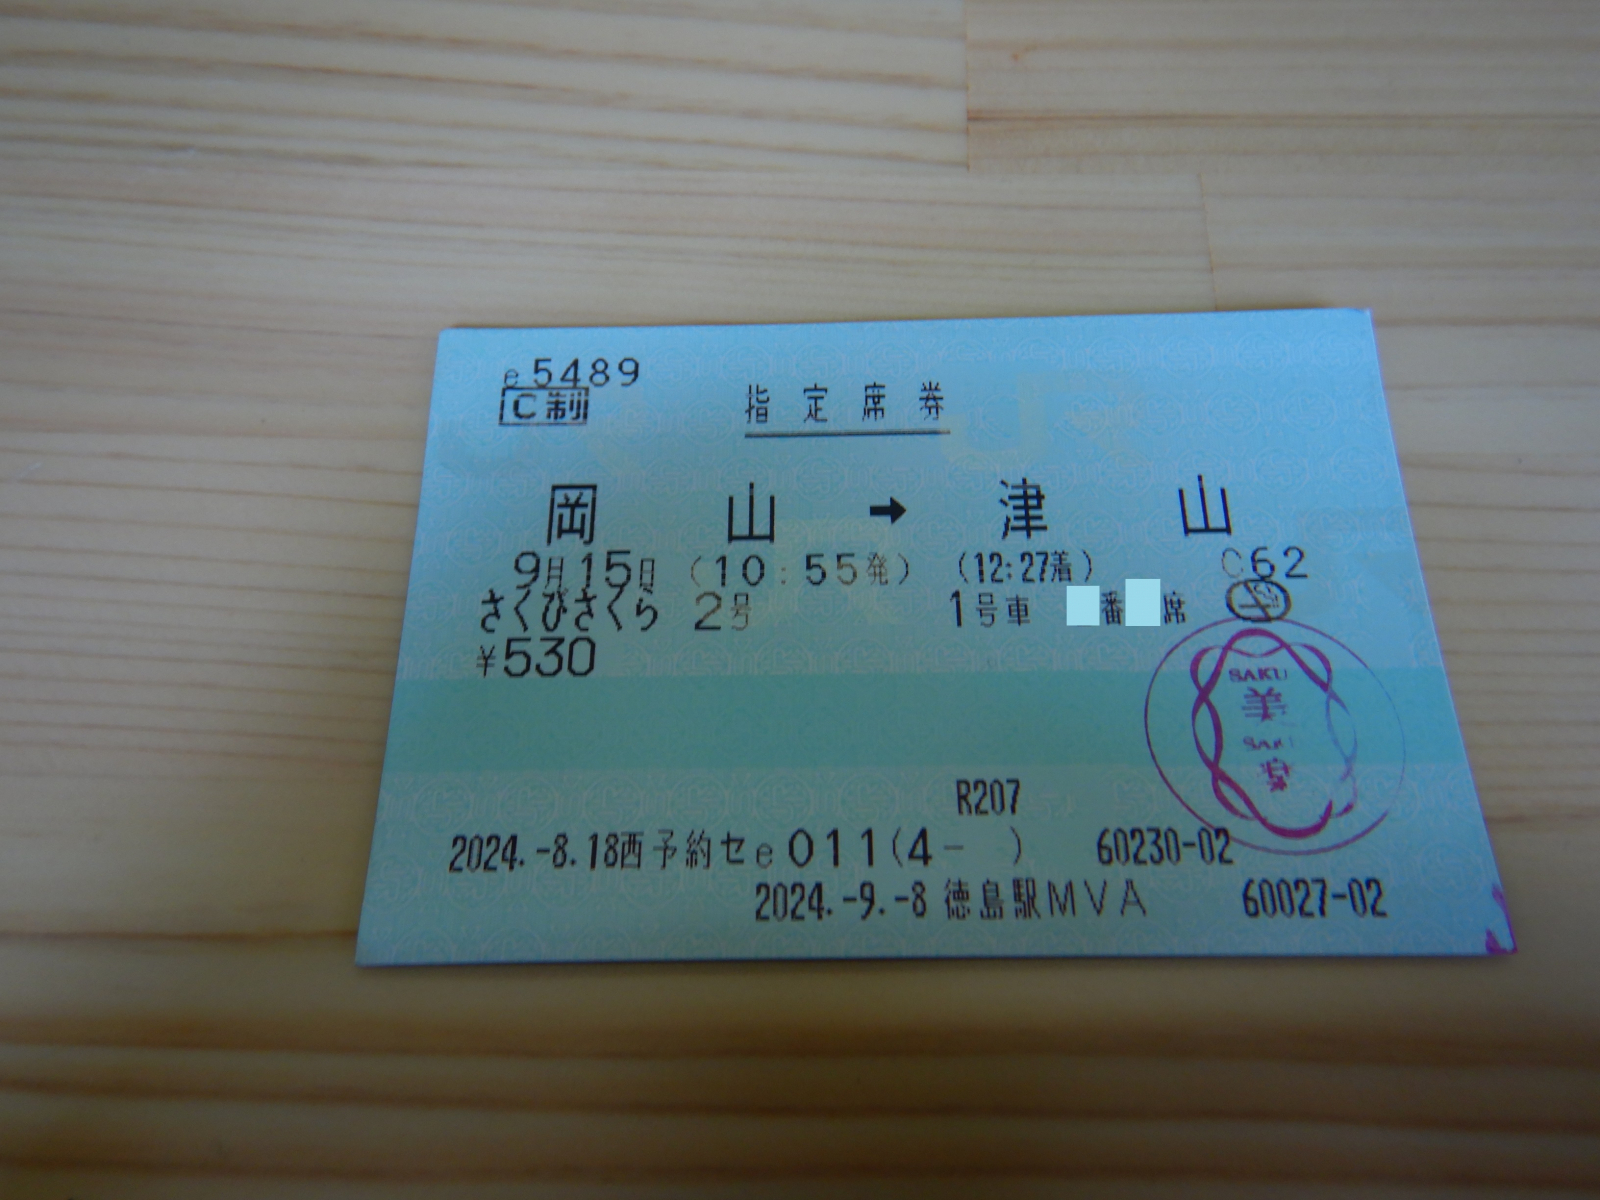 e5489
C制
指定席券
岡山 → 津山
9月15日 (10:55発) (12:27着) C62
さくびさくら 2号 1号車 番 席
¥530
SAKU
美
SAKU
楽
R207
2024.-8.18西予約セe011(4- ) 60230-02
2024.-9.-8徳島駅MVA 60027-02